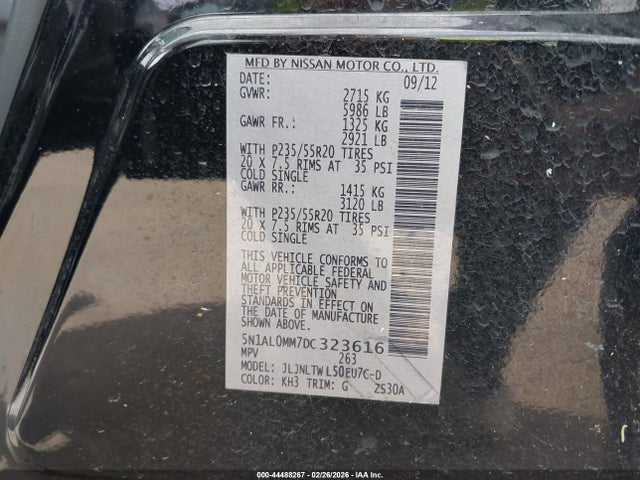 MFD BY NISSAN MOTOR CO., LTD.
DATE: 09/12
GVWR: 2715 KG
5986 LB
GAWR FR.: 1325 KG
2921 LB
WITH P235/55R20 TIRES
20 X 7.5 RIMS AT 35 PSI
COLD SINGLE
GAWR RR.: 1415 KG
3120 LB
WITH P235/55R20 TIRES
20 X 7.5 RIMS AT 35 PSI
COLD SINGLE
THIS VEHICLE CONFORMS TO
ALL APPLICABLE FEDERAL
MOTOR VEHICLE SAFETY AND
THEFT PREVENTION
STANDARDS IN EFFECT ON
THE DATE OF MANUFACTURE
SHOWN ABOVE.
5N1AL0MM7DC323616
MPV 263
MODEL: JLJNLTW L50EU7C-D
COLOR: KH3 TRIM: G ZS30A
000-44488267 - 02/26/2026 - IAA Inc.